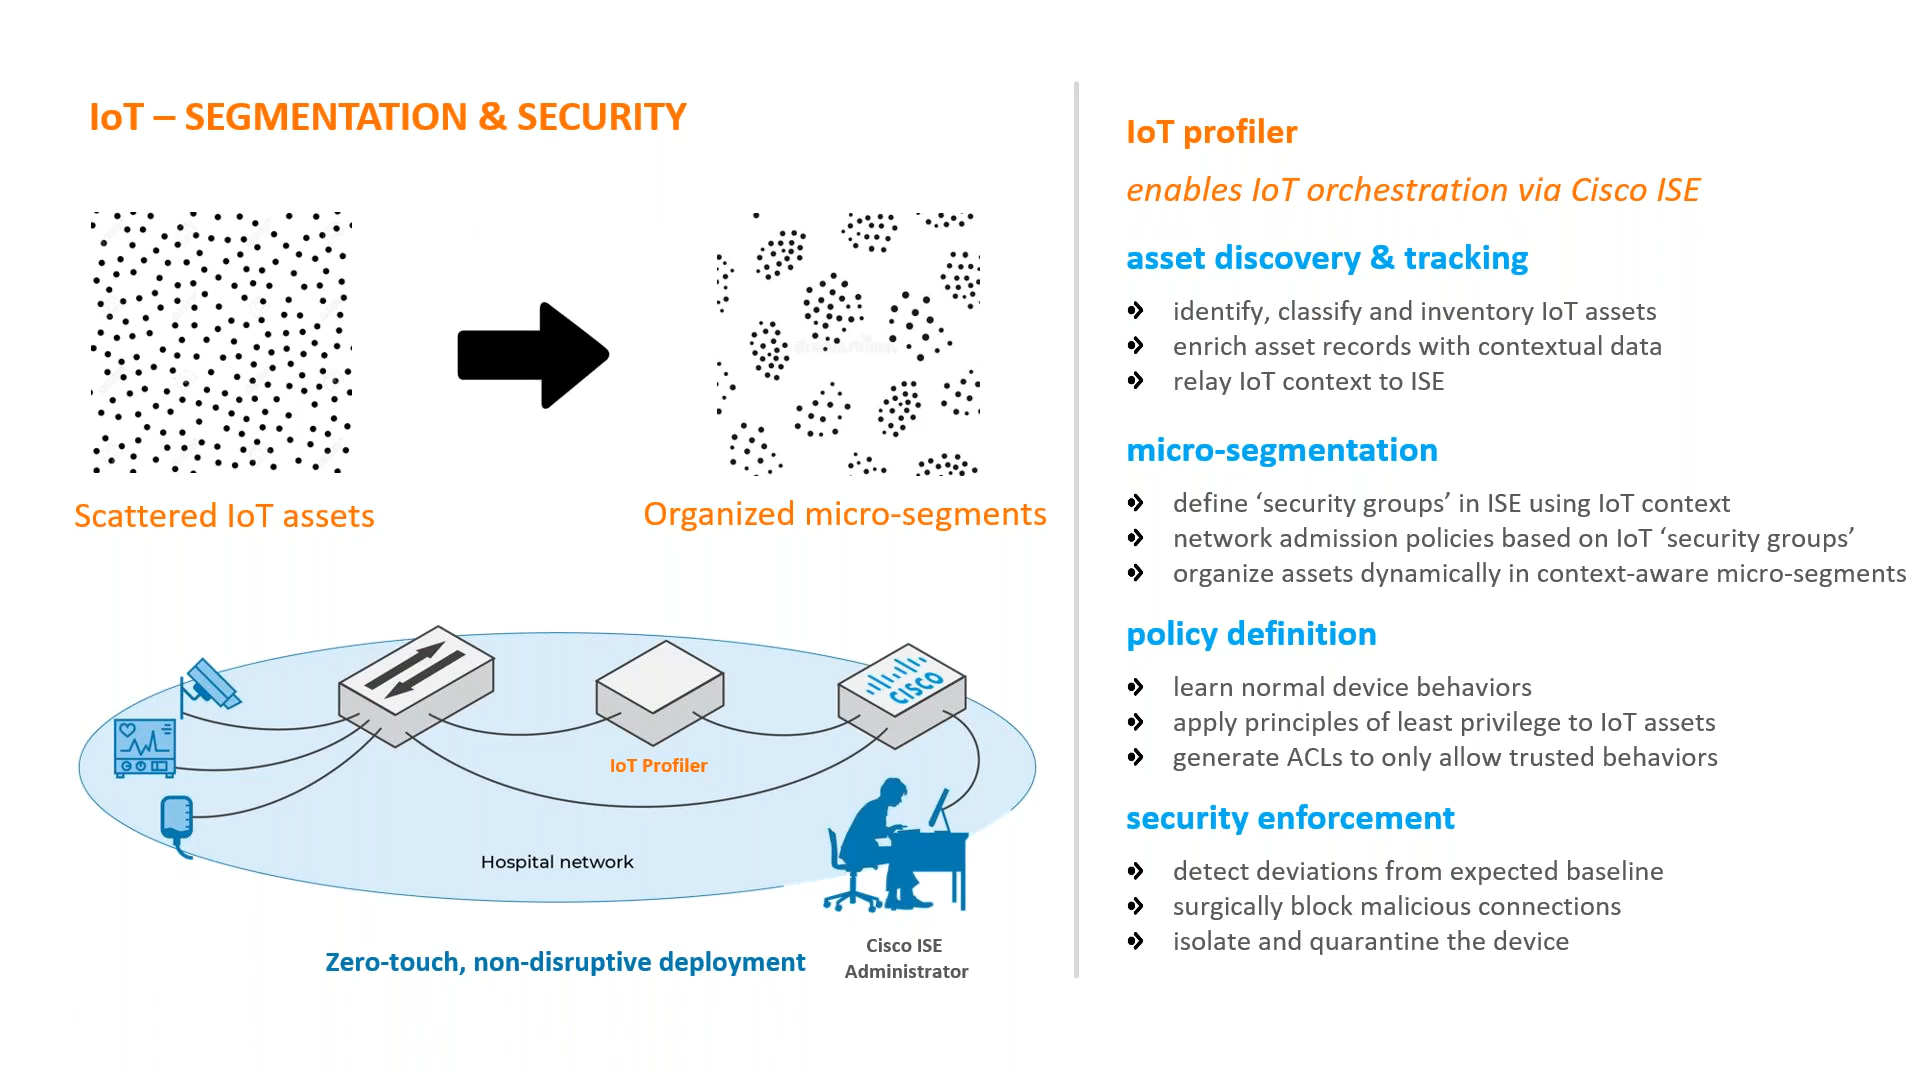 IoT – SEGMENTATION & SECURITY
Scattered IoT assets
Organized micro-segments
CISCO
IoT Profiler
Hospital network
Zero-touch, non-disruptive deployment
Cisco ISE
Administrator
IoT profiler
enables IoT orchestration via Cisco ISE
asset discovery & tracking
identify, classify and inventory IoT assets
enrich asset records with contextual data
relay IoT context to ISE
micro-segmentation
define ‘security groups’ in ISE using IoT context
network admission policies based on IoT ‘security groups’
organize assets dynamically in context-aware micro-segments
policy definition
learn normal device behaviors
apply principles of least privilege to IoT assets
generate ACLs to only allow trusted behaviors
security enforcement
detect deviations from expected baseline
surgically block malicious connections
isolate and quarantine the device